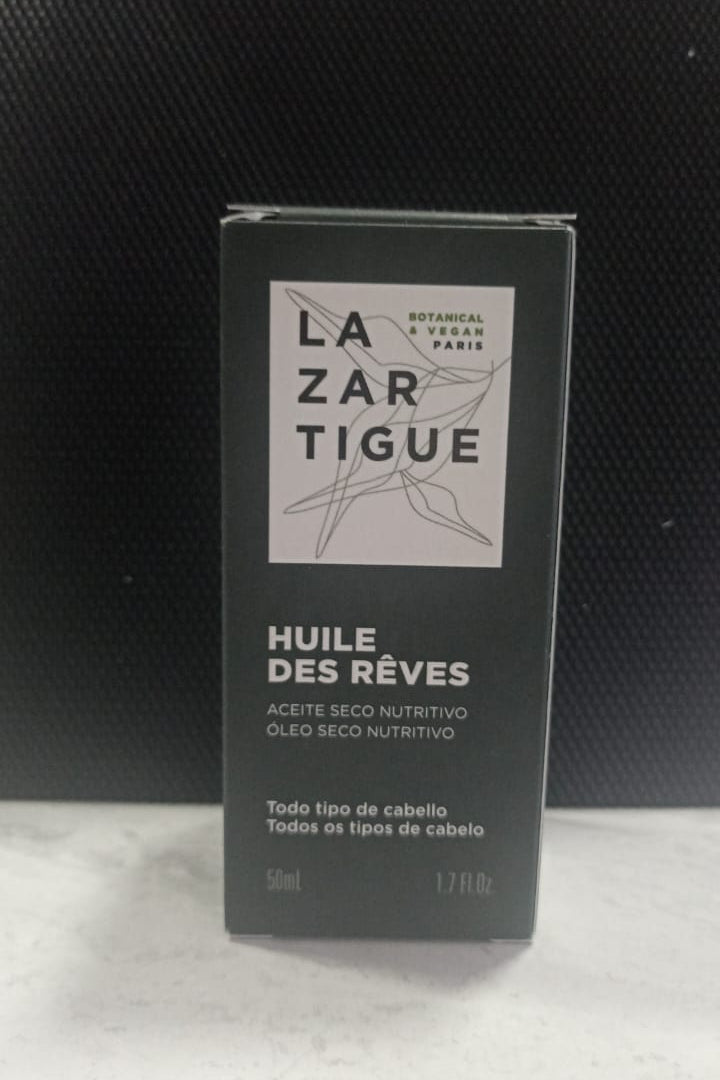 LA
ZAR
TIGUE
BOTANICAL
& VEGAN
PARIS
HUILE
DES RÊVES
ACEITE SECO NUTRITIVO
ÓLEO SECO NUTRITIVO
Todo tipo de cabello
Todos os tipos de cabelo
50mL 1.7 Fl.Oz.